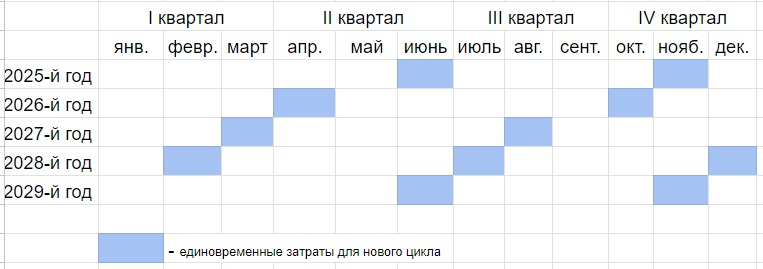 I квартал II квартал III квартал IV квартал
янв. февр. март апр. май июнь июль авг. сент. окт. нояб. дек.
2025-й год
2026-й год
2027-й год
2028-й год
2029-й год
- единовременные затраты для нового цикла